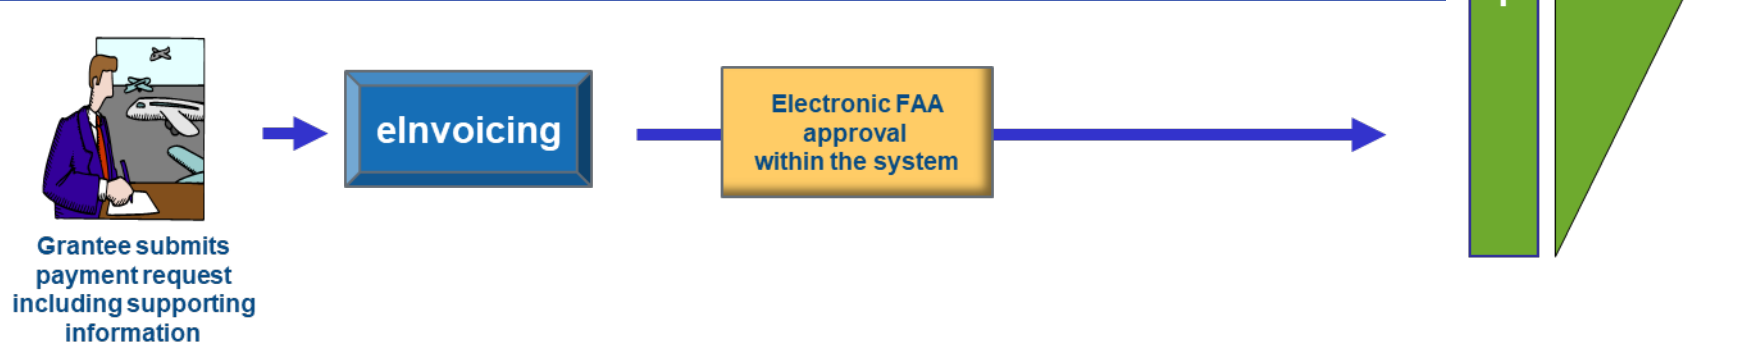 Grantee submits
payment request
including supporting
information
eInvoicing
Electronic FAA
approval
within the system